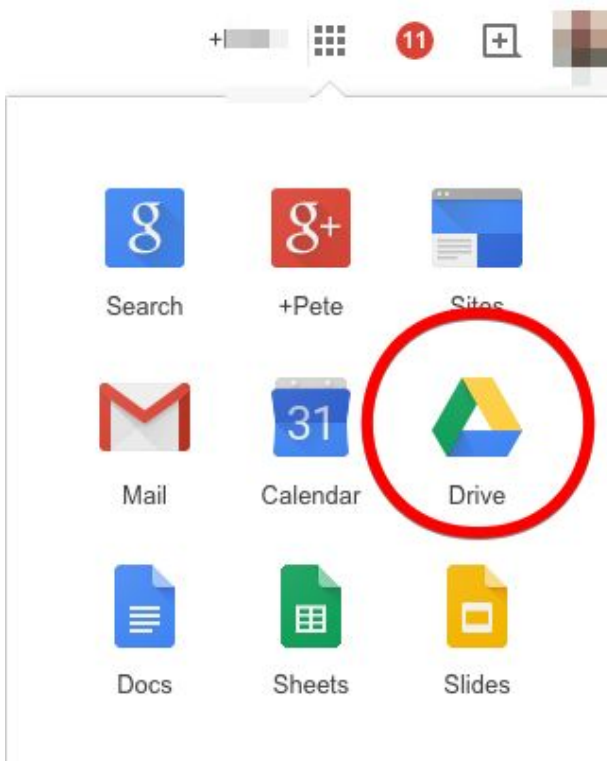 +
11
g
g+
Search
+Pete
Sites
31
Mail
Calendar
Drive
Docs
Sheets
Slides